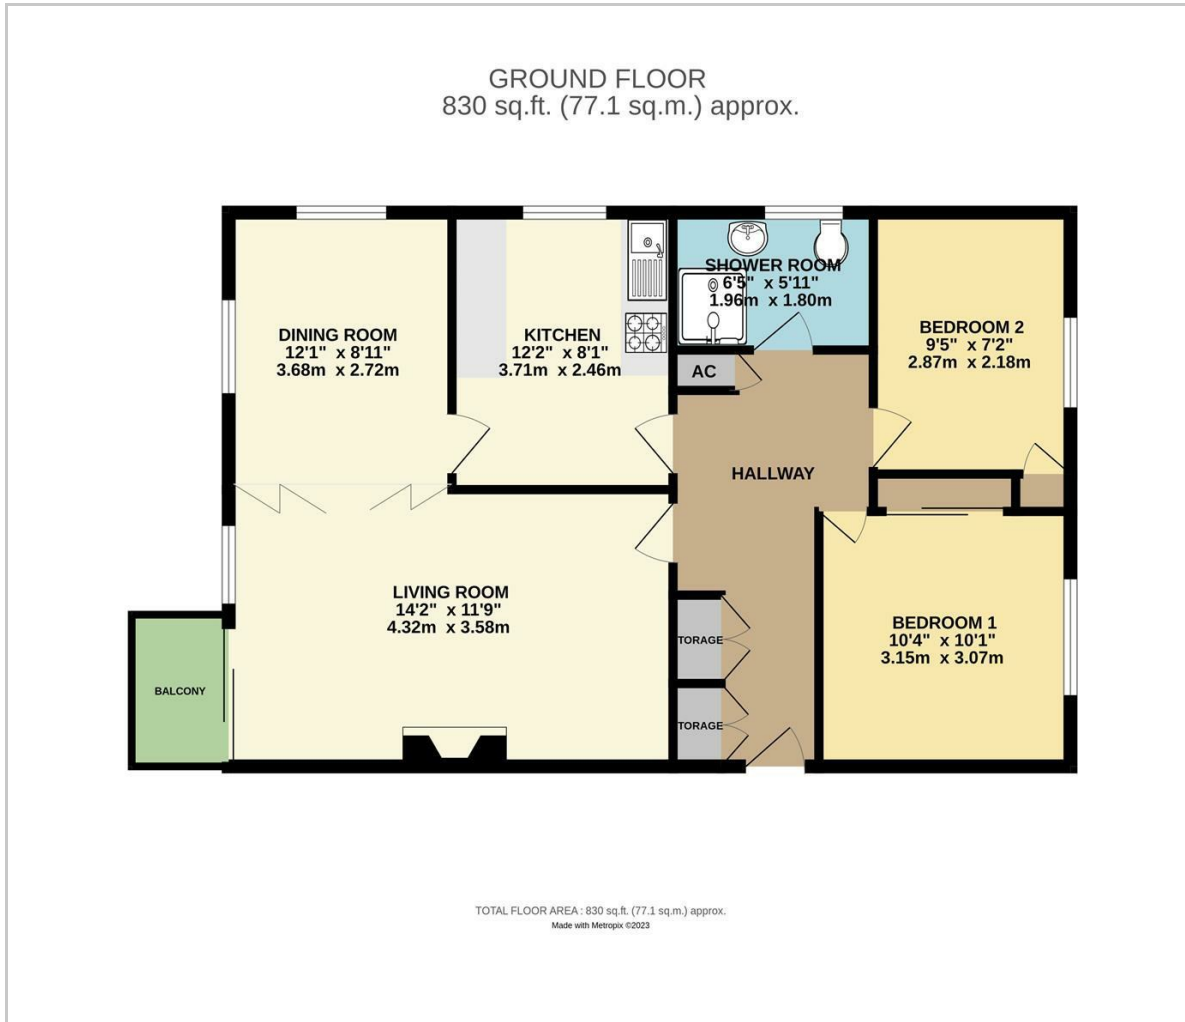 GROUND FLOOR
830 sq.ft. (77.1 sq.m.) approx.
DINING ROOM
12'1" x 8'11"
3.68m x 2.72m
KITCHEN
12'2" x 8'1"
3.71m x 2.46m
SHOWER ROOM
6'5" x 5'11"
1.96m x 1.80m
BEDROOM 2
9'5" x 7'2"
2.87m x 2.18m
AC
HALLWAY
LIVING ROOM
14'2" x 11'9"
4.32m x 3.58m
BEDROOM 1
10'4" x 10'1"
3.15m x 3.07m
TORAGE
BALCONY
TORAGE
TOTAL FLOOR AREA : 830 sq.ft. (77.1 sq.m.) approx.
Made with Metropix ©2023